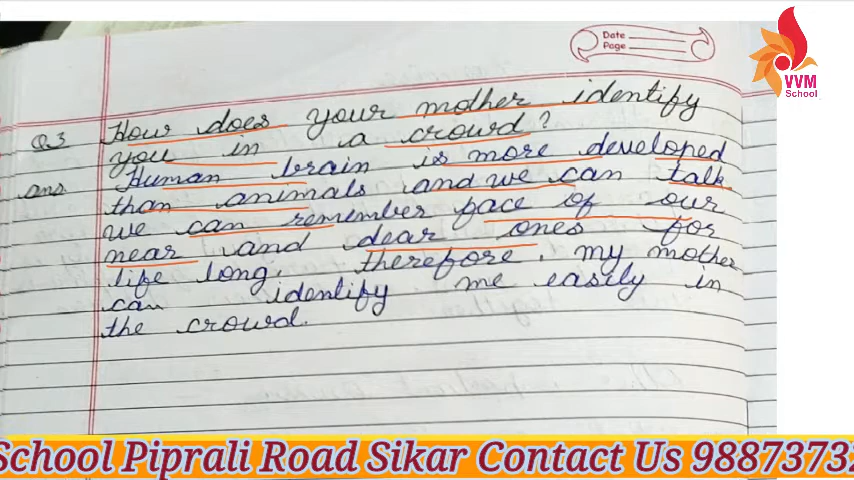 Date
Page
VVM
School
Q3 How does your mother identify
you in a crowd?
ans Human brain is more developed
than animals and we can talk
we can remember face of our
near and dear ones for
life long. therefore, my mother
can identify me easily in
the crowd.
School Piprali Road Sikar Contact Us 98873732